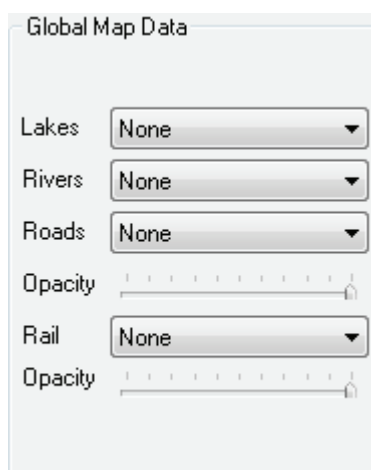 Global Map Data
Lakes None
Rivers None
Roads None
Opacity
Rail None
Opacity